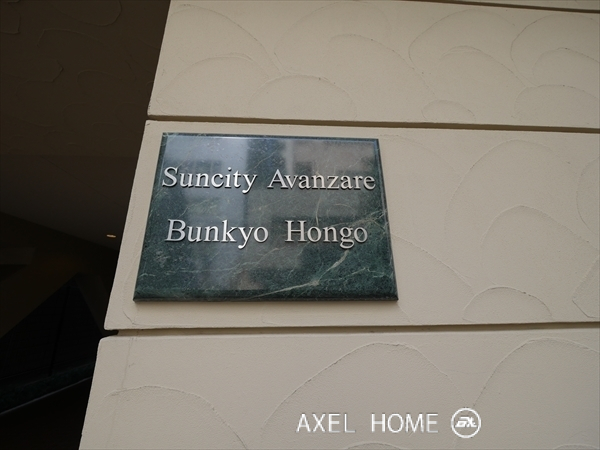 Suncity Avanzare
Bunkyo Hongo
AXEL HOME